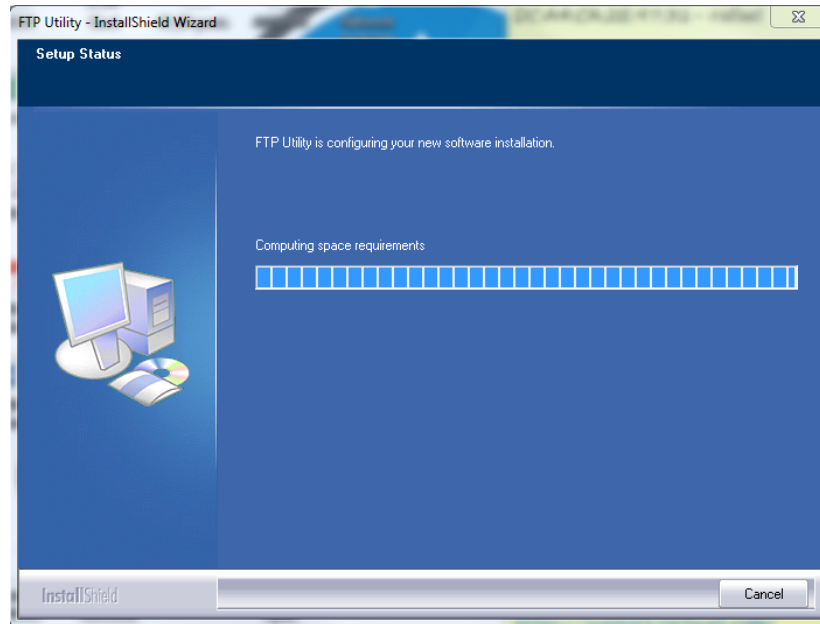 FTP Utility - InstallShield Wizard
Setup Status
FTP Utility is configuring your new software installation.
Computing space requirements
InstallShield
Cancel